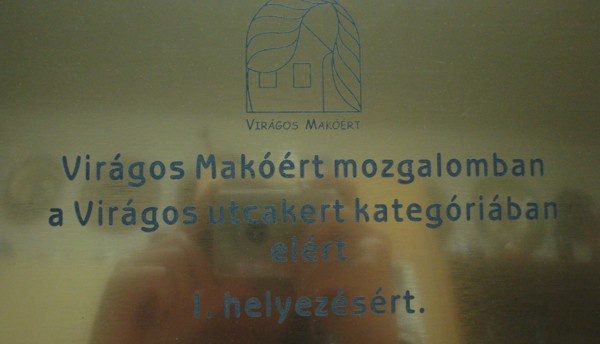 VIRÁGOS MAKÓÉRT
Virágos Makóért mozgalomban
a Virágos utcakert kategóriában
elért
I. helyezésért.